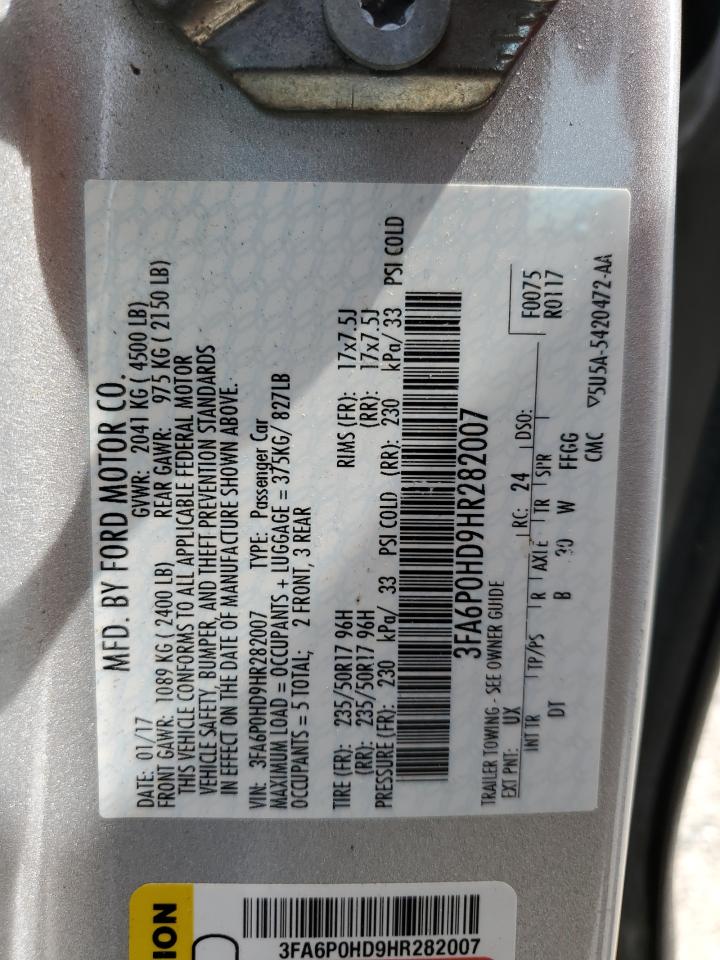 MFD. BY FORD MOTOR CO.
DATE: 01/17 GVWR: 2041 KG ( 4500 LB)
FRONT GAWR: 1089 KG ( 2400 LB) REAR GAWR: 975 KG ( 2150 LB)
THIS VEHICLE CONFORMS TO ALL APPLICABLE FEDERAL MOTOR
VEHICLE SAFETY, BUMPER, AND THEFT PREVENTION STANDARDS
IN EFFECT ON THE DATE OF MANUFACTURE SHOWN ABOVE.
VIN: 3FA6P0HD9HR282007 TYPE: Passenger Car
MAXIMUM LOAD = OCCUPANTS + LUGGAGE = 375KG/ 827LB
OCCUPANTS = 5 TOTAL; 2 FRONT, 3 REAR
TIRE (FR): 235/50R17 96H RIMS (FR): 17x7.5J
(RR): 235/50R17 96H (RR): 17x7.5J
PRESSURE (FR): 230 kPa/ 33 PSI COLD (RR): 230 kPa/ 33 PSI COLD
3FA6P0HD9HR282007
TRAILER TOWING - SEE OWNER GUIDE
EXT PNT: UX RC: 24 DSO: F0075
R0117
INT TR TP/PS R AXLE TR SPR
DT B 30 W FFGG
CMC ▽5U5A-5420472-AA
3FA6P0HD9HR282007